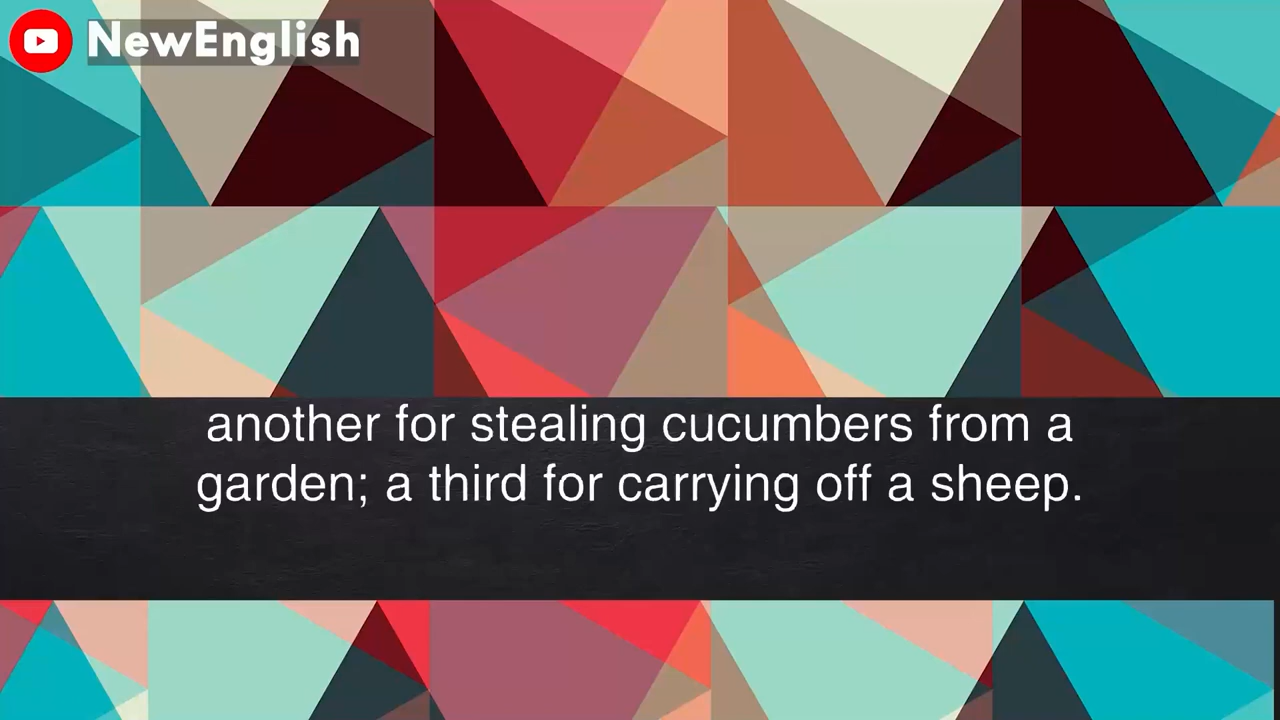 NewEnglish
another for stealing cucumbers from a
garden; a third for carrying off a sheep.